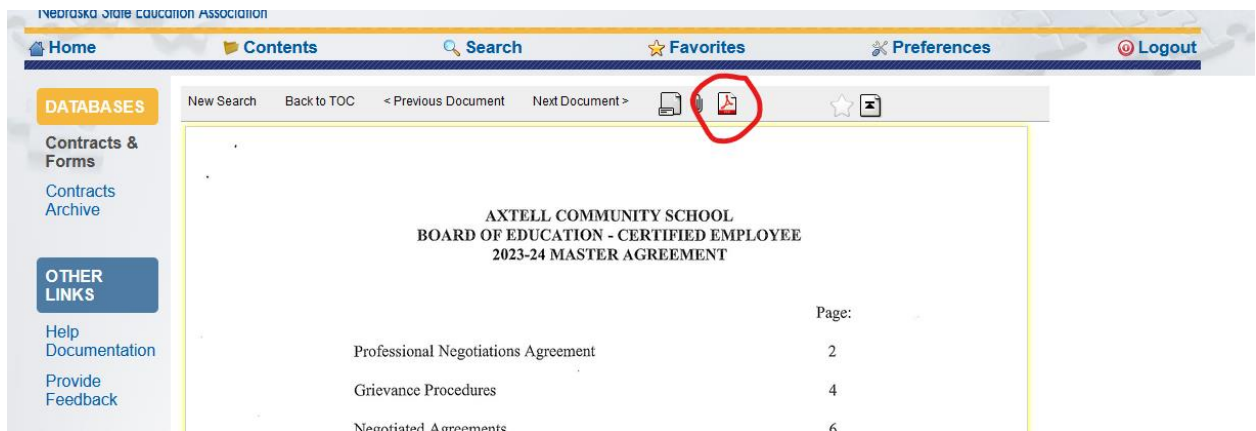 Nebraska State Education Association
Home Contents Search Favorites Preferences Logout
New Search Back to TOC < Previous Document Next Document >
DATABASES
Contracts &
Forms
Contracts
Archive
OTHER
LINKS
Help
Documentation
Provide
Feedback
AXTELL COMMUNITY SCHOOL
BOARD OF EDUCATION - CERTIFIED EMPLOYEE
2023-24 MASTER AGREEMENT
Page:
Professional Negotiations Agreement 2
Grievance Procedures 4
Negotiated Agreements 6